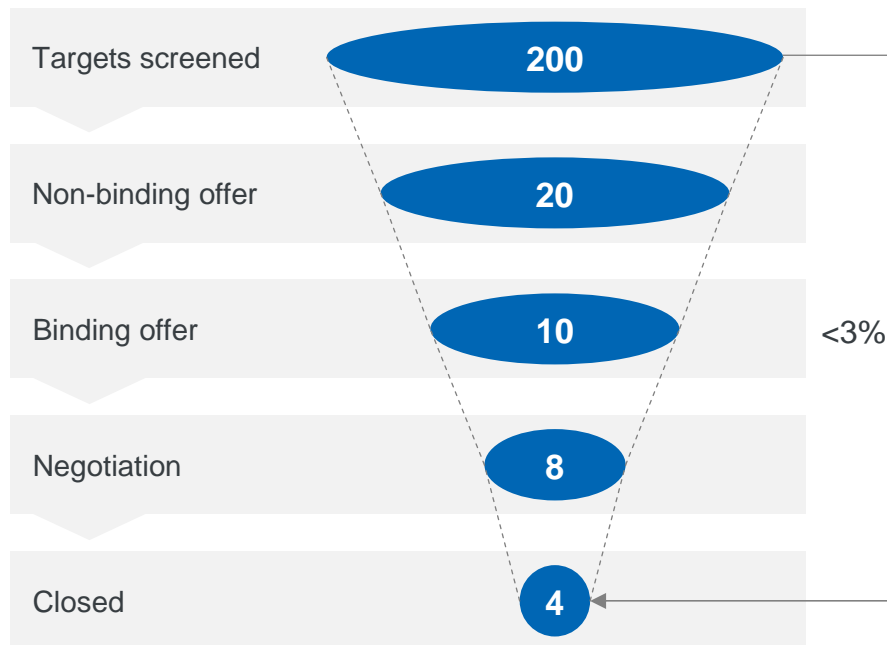 Targets screened 200
Non-binding offer 20
Binding offer 10 <3%
Negotiation 8
Closed 4